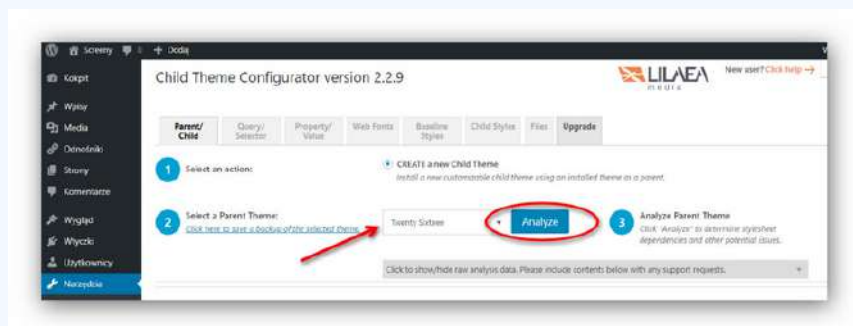 Screeny
+ Dodaj
Kokpit
Wpisy
Media
Odnośniki
Strony
Komentarze
Wygląd
Wtyczki
Użytkownicy
Narzędzia
Child Theme Configurator version 2.2.9
LILAEA
media
New user? Click help
Parent/
Child
Query/
Selector
Property/
Value
Web Fonts
Baseline
Styles
Child Styles
Files
Upgrade
1 Select an action:
CREATE a new Child Theme
Install a new customizable child theme using an installed theme as a parent.
2 Select a Parent Theme:
Click here to save a backup of the selected theme.
Twenty Sixteen
Analyze
3 Analyze Parent Theme
Click "Analyze" to determine stylesheet
dependencies and other potential issues.
Click to show/hide raw analysis data. Please include contents below with any support requests.